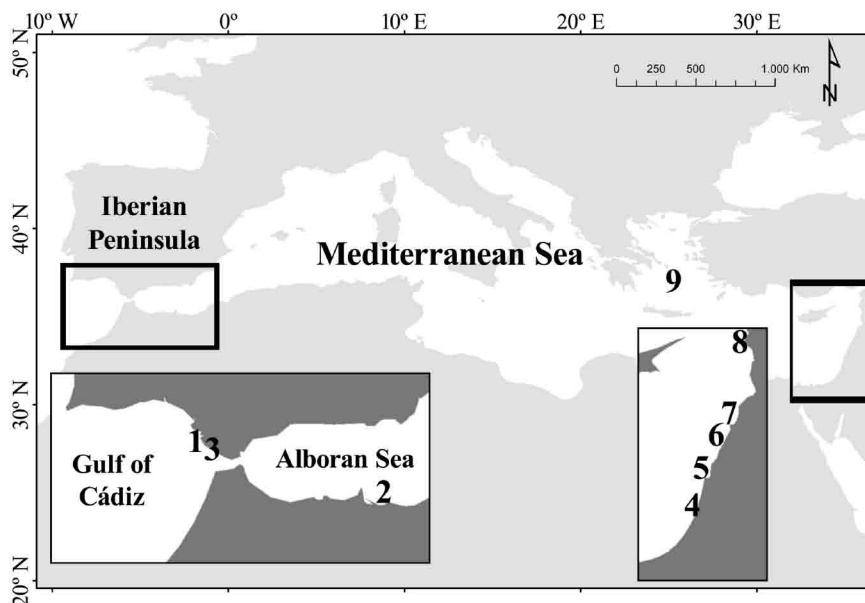 10º W 0º 10º E 20º E 30º E
50º N
0 250 500 1.000 Km
N
40º N
Iberian
Peninsula
Mediterranean Sea
9
8
30º N
7
1 3
6
Gulf of
Cádiz
Alboran Sea
5
2
4
20º N